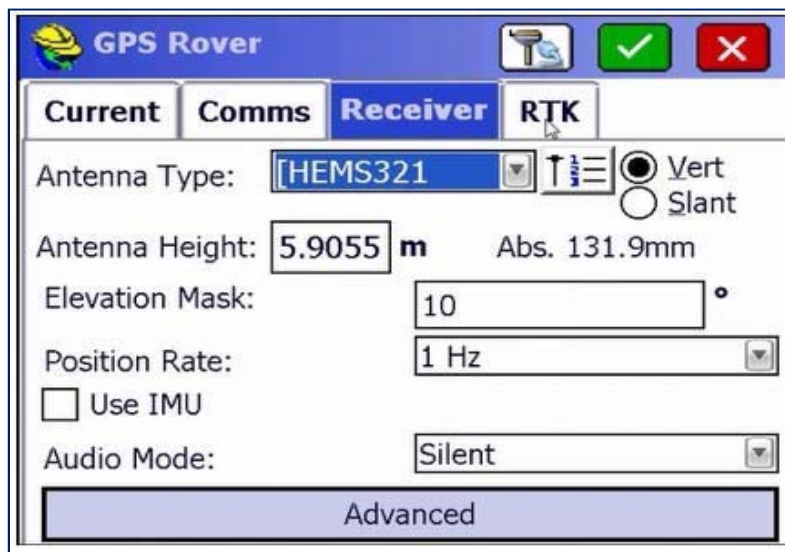 GPS Rover
Current Comms Receiver RTK
Antenna Type: [HEMS321 Vert
Slant
Antenna Height: 5.9055 m Abs. 131.9mm
Elevation Mask: 10 °
Position Rate: 1 Hz
Use IMU
Audio Mode: Silent
Advanced